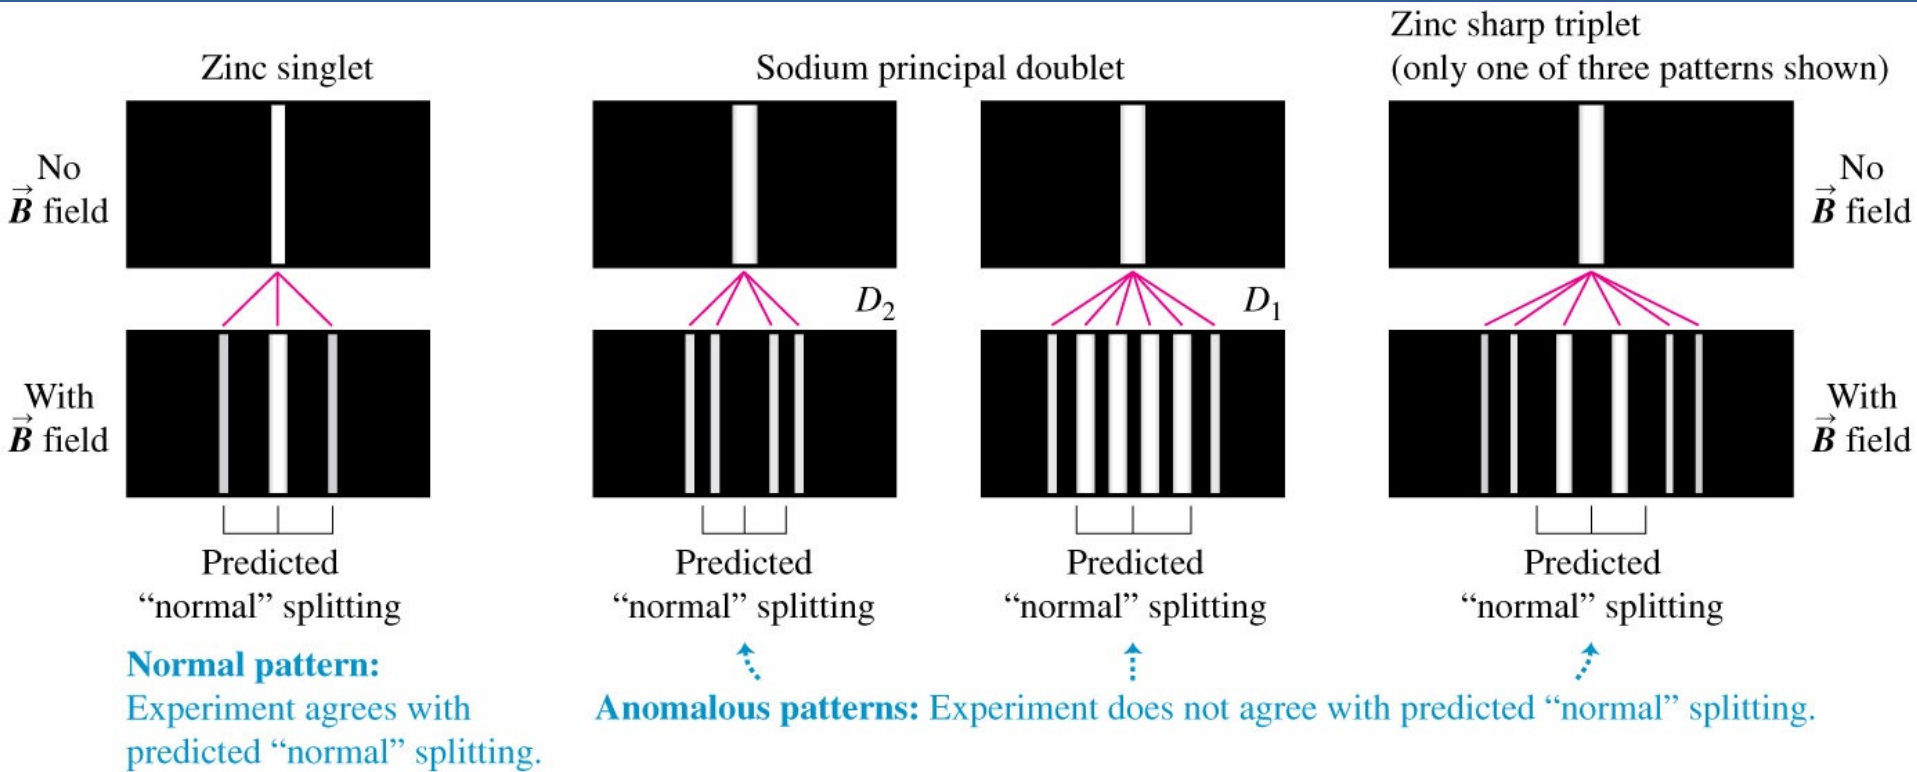 Zinc singlet
Sodium principal doublet
Zinc sharp triplet
(only one of three patterns shown)
No
B⃗ field
No
B⃗ field
D₂
D₁
With
B⃗ field
With
B⃗ field
Predicted
“normal” splitting
Predicted
“normal” splitting
Predicted
“normal” splitting
Predicted
“normal” splitting
Normal pattern:
Experiment agrees with
predicted “normal” splitting.
Anomalous patterns: Experiment does not agree with predicted “normal” splitting.